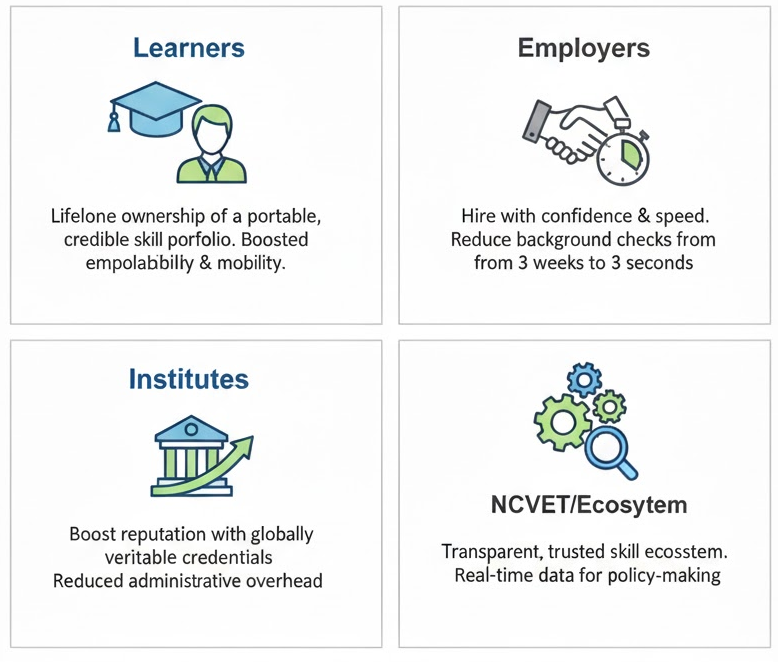 Learners
Lifelone ownership of a portable,
credible skill porfolio. Boosted
empolabbilly & mobility.
Employers
Hire with confidence & speed.
Reduce background checks from
from 3 weeks to 3 seconds
Institutes
Boost reputation with globally
veritable credentials
Reduced administrative overhead
NCVET/Ecosytem
Transparent, trusted skill ecosstem.
Real-time data for policy-making